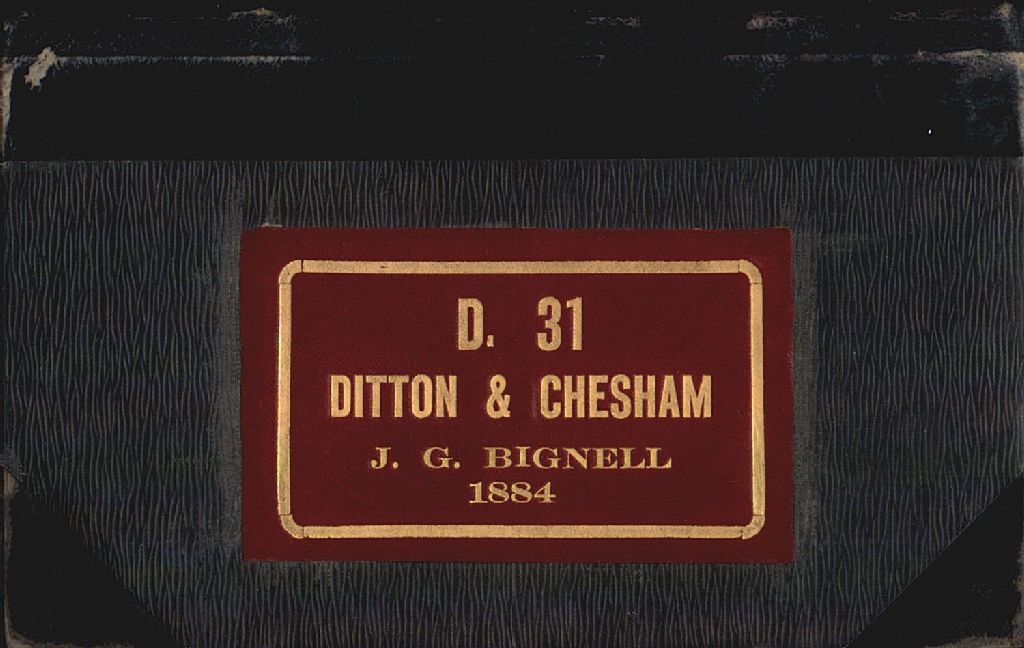 D. 31
DITTON & CHESHAM
J. G. BIGNELL
1884